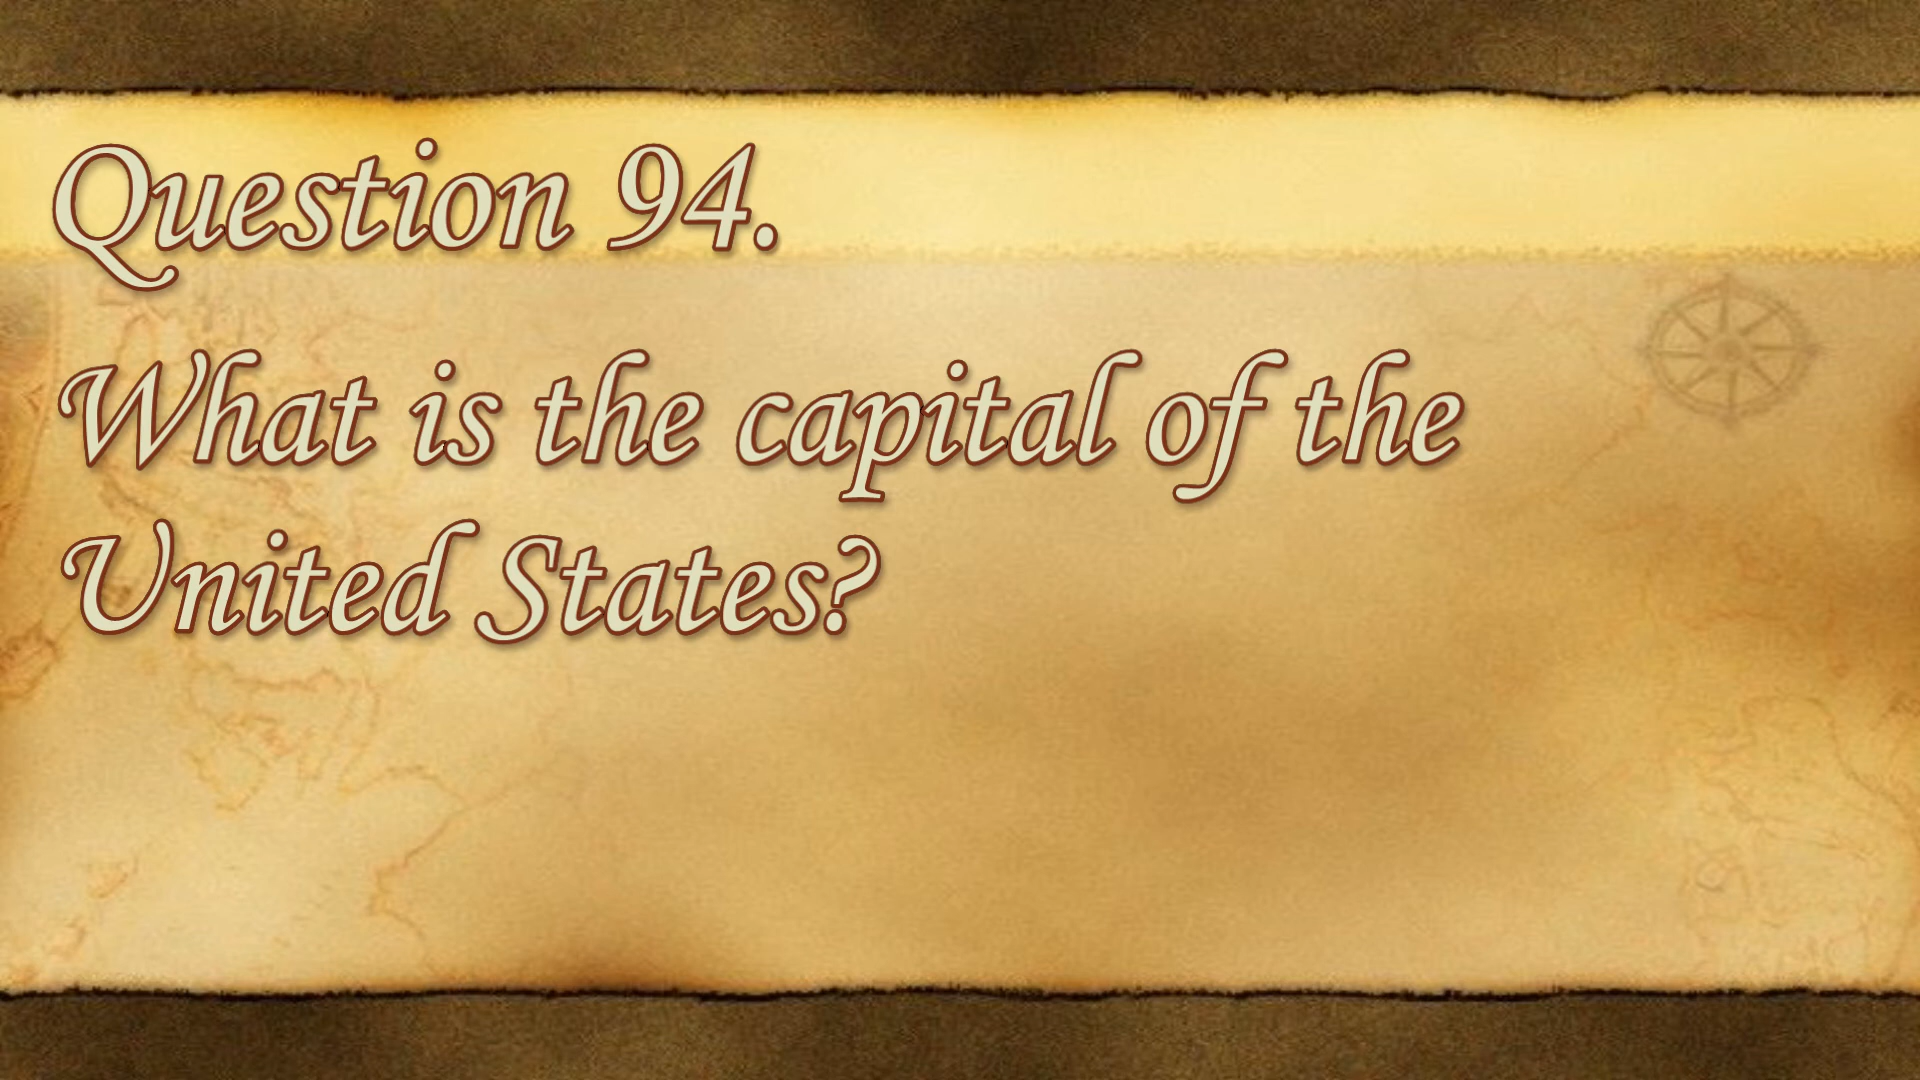 Question 94.
What is the capital of the
United States?